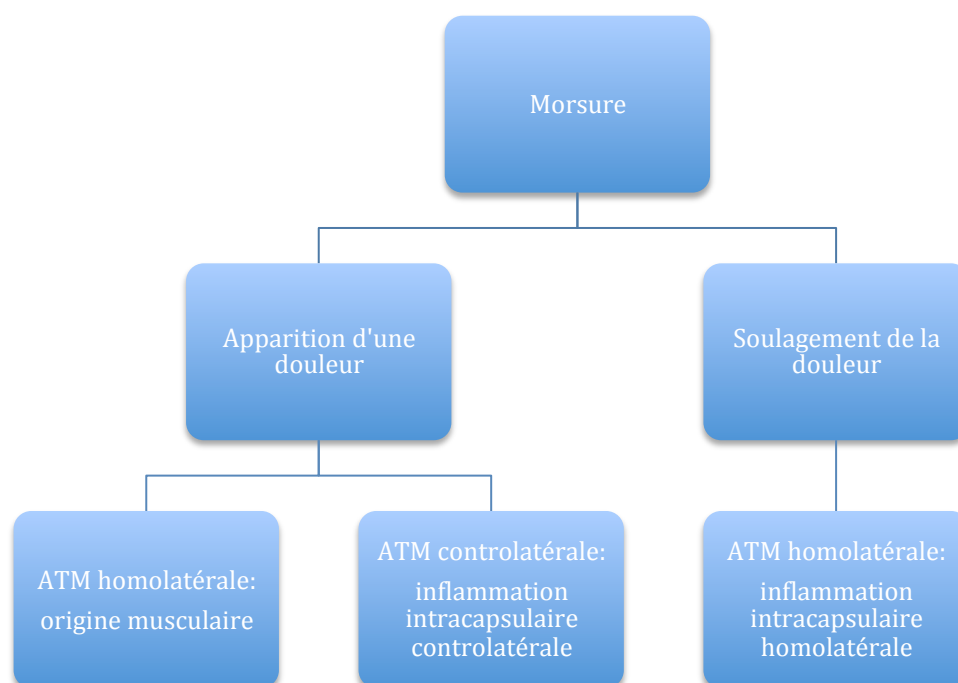 Morsure
Apparition d'une
douleur
Soulagement de la
douleur
ATM homolatérale:
origine musculaire
ATM controlatérale:
inflammation
intracapsulaire
controlatérale
ATM homolatérale:
inflammation
intracapsulaire
homolatérale